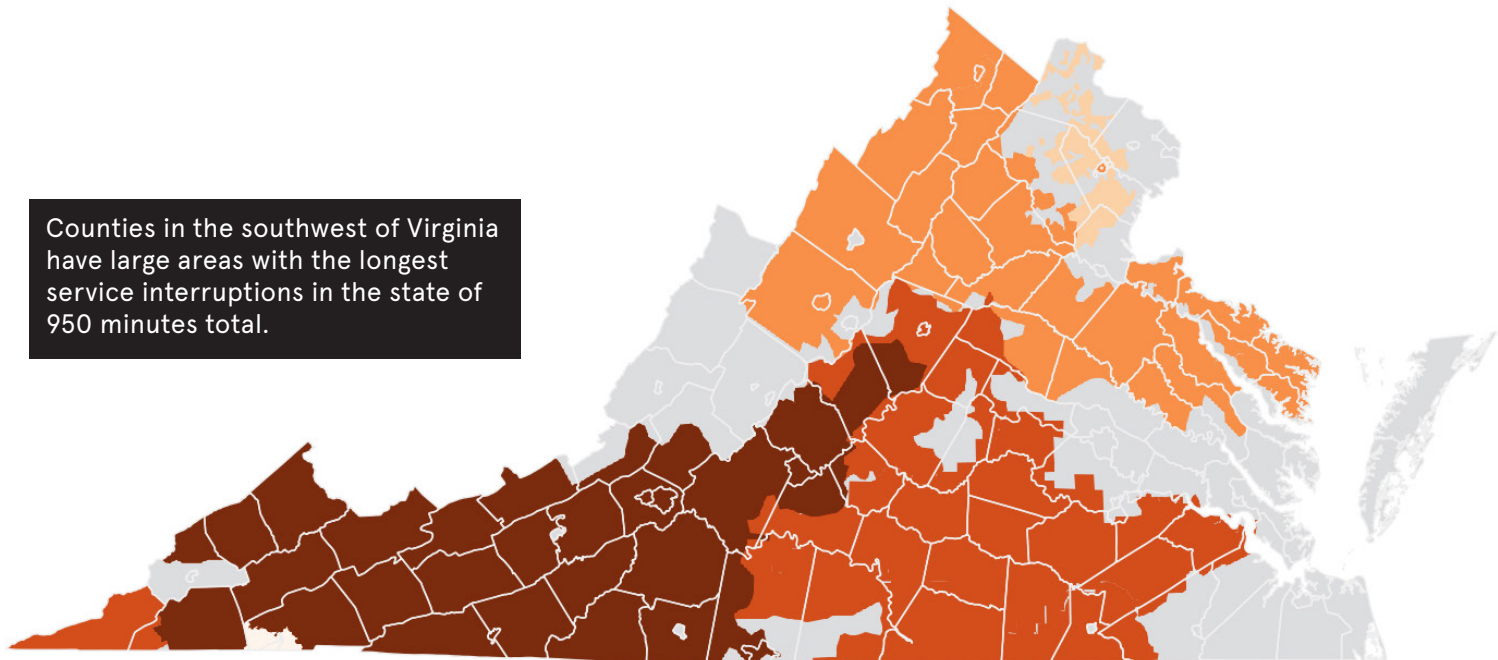 Counties in the southwest of Virginia
have large areas with the longest
service interruptions in the state of
950 minutes total.